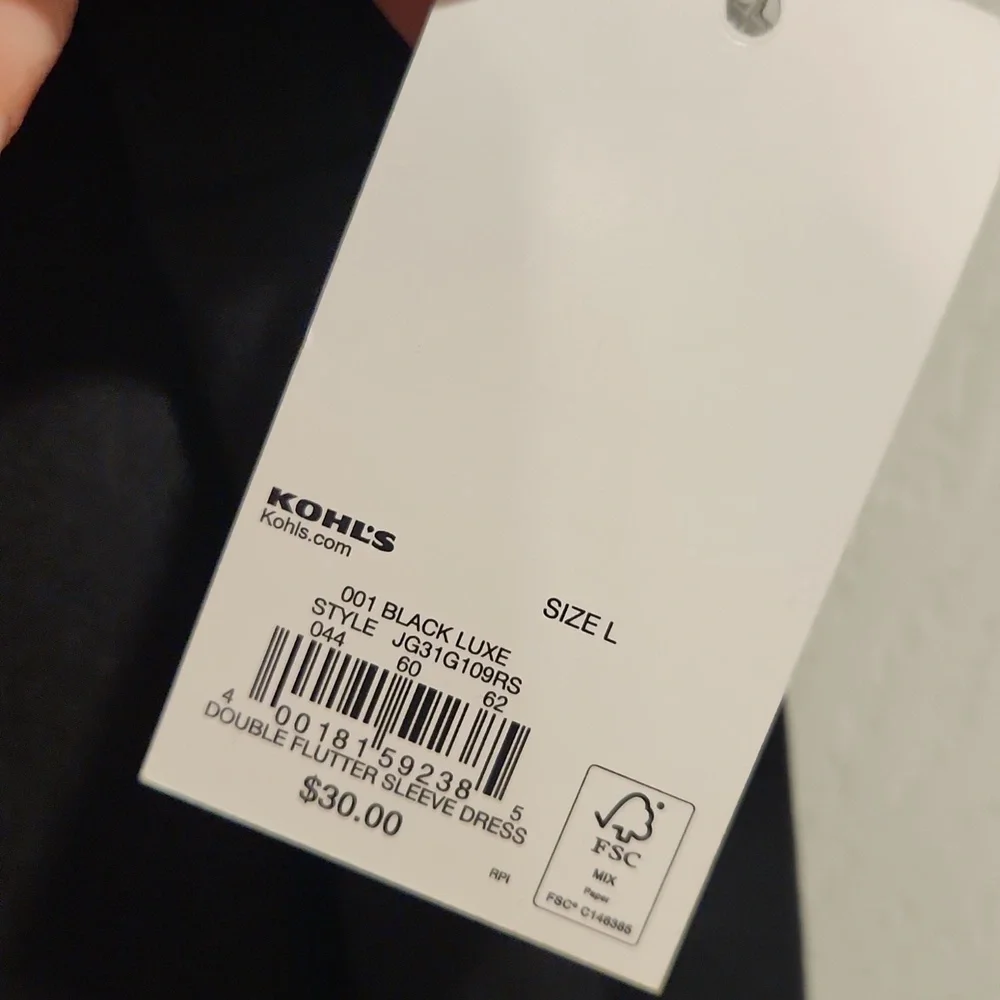 KOHL'S
Kohls.com
001 BLACK LUXE
SIZE L
STYLE JG31G109RS
044 60 62
4 00181 59238 5
DOUBLE FLUTTER SLEEVE DRESS
$30.00
RPI
FSC
MIX
Paper
FSC® C146385